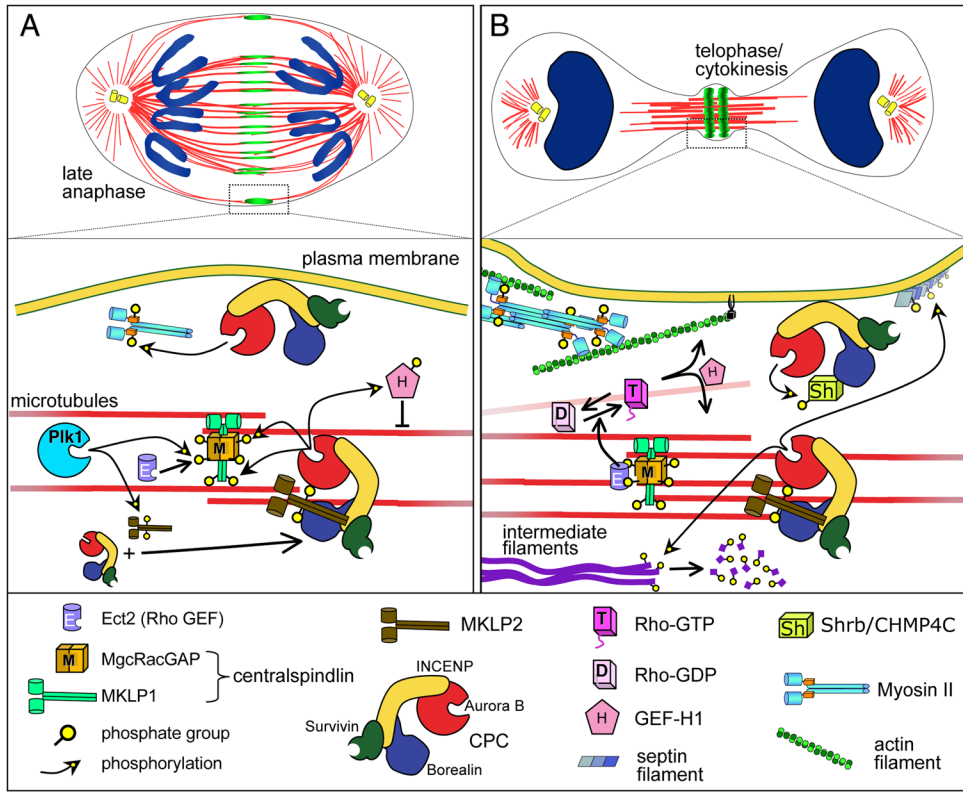 A
late
anaphase
B
telophase/
cytokinesis
plasma membrane
H
microtubules
Plk1
M
E
+
H
T
D
Sh
E
M
intermediate
filaments
E
Ect2 (Rho GEF)
M
MgcRacGAP
MKLP1
centralspindlin
phosphate group
phosphorylation
MKLP2
INCENP
Aurora B
Survivin
CPC
Borealin
T
Rho-GTP
D
Rho-GDP
H
GEF-H1
septin
filament
Sh
Shrb/CHMP4C
Myosin II
actin
filament